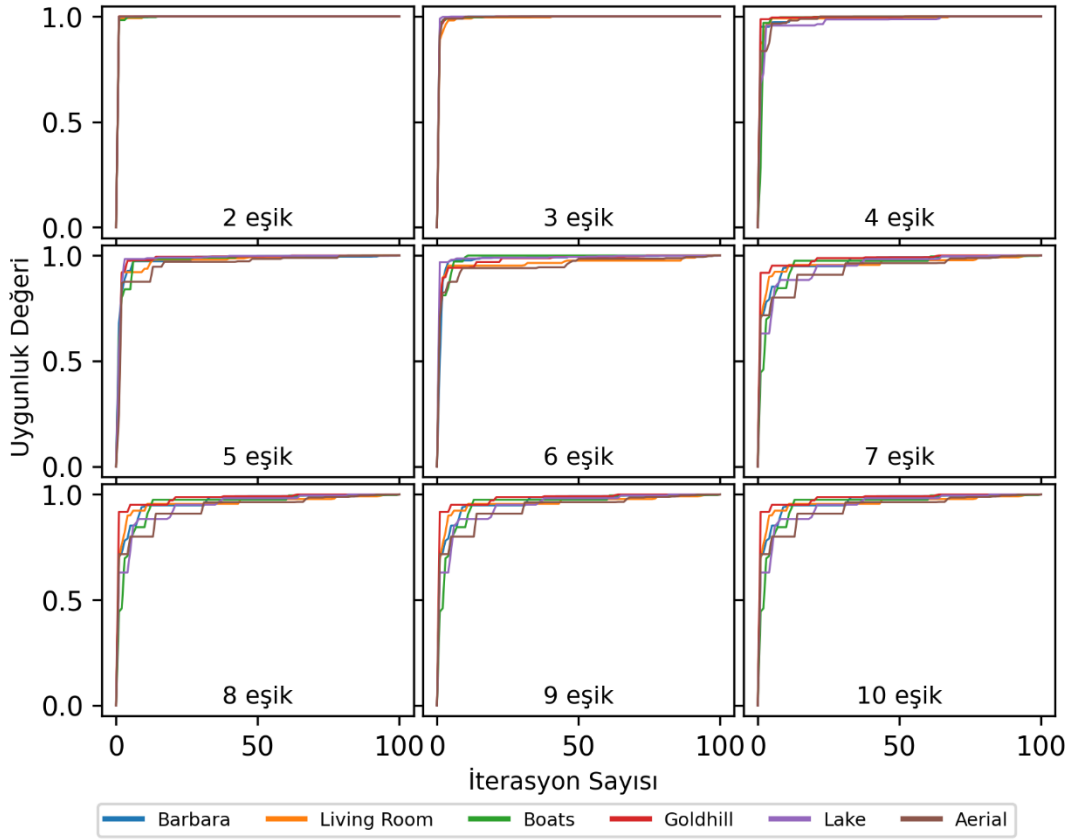 1.0
0.5
0.0
2 eşik
3 eşik
4 eşik
1.0
0.5
0.0
5 eşik
6 eşik
7 eşik
1.0
0.5
0.0
8 eşik
9 eşik
10 eşik
Uygunluk Değeri
0 50 100 0 50 100 0 50 100
İterasyon Sayısı
Barbara Living Room Boats Goldhill Lake Aerial